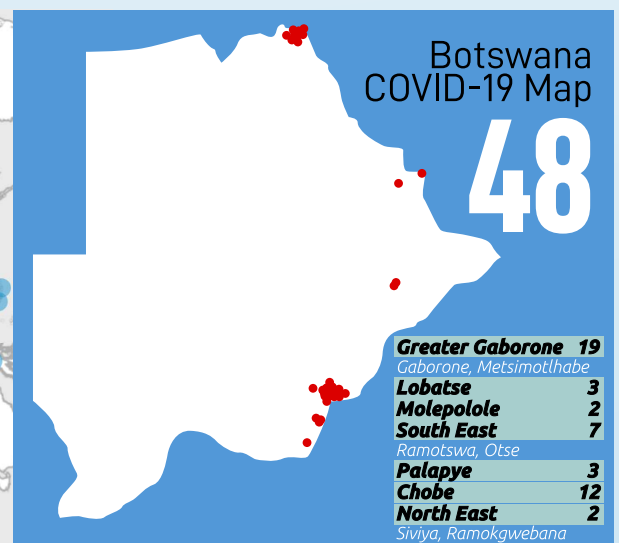 Botswana
COVID-19 Map
48
Greater Gaborone 19
Gaborone, Metsimotlhabe
Lobatse 3
Molepolole 2
South East 7
Ramotswa, Otse
Palapye 3
Chobe 12
North East 2
Siviya, Ramokgwebana